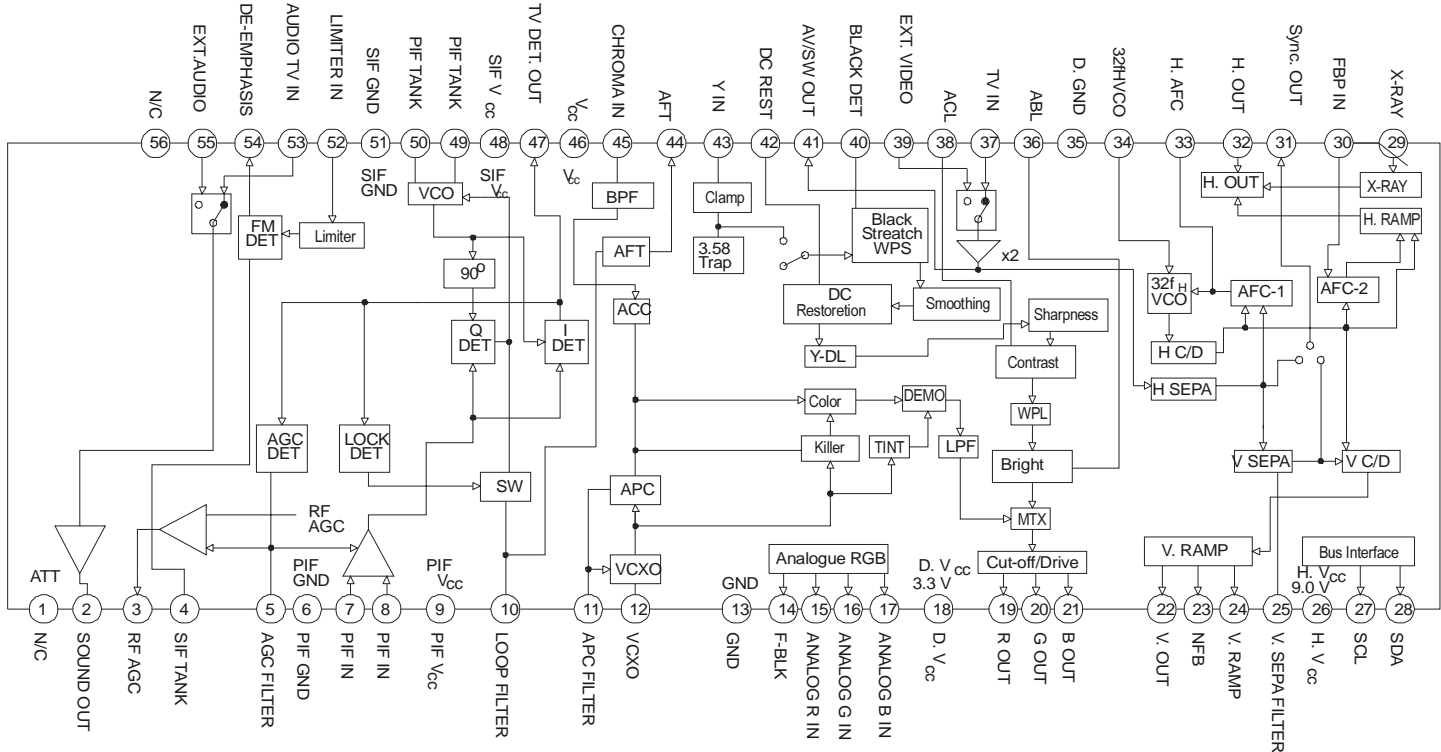 N/C
EXT.AUDIO
DE-EMPHASIS
AUDIO TV IN
LIMITER IN
SIF GND
PIF TANK
PIF TANK
SIF Vcc
TV DET. OUT
Vcc
CHROMA IN
AFT
Y IN
DC REST
AV/SW OUT
BLACK DET
EXT. VIDEO
ACL
TV IN
ABL
D. GND
32fHVCO
H. AFC
H. OUT
Sync. OUT
FBP IN
X-RAY
56 55 54 53 52 51 50 49 48 47 46 45 44 43 42 41 40 39 38 37 36 35 34 33 32 31 30 29
SIF
GND
SIF
Vcc
Vcc
VCO
BPF
Clamp
H. OUT
X-RAY
FM
DET
Limiter
AFT
3.58
Trap
Black
Streatch
WPS
x2
H. RAMP
90°
32fH
VCO
AFC-1
AFC-2
ACC
DC
Restoretion
Smoothing
Sharpness
Q
DET
I
DET
Y-DL
Contrast
H C/D
H SEPA
Color
DEMO
WPL
AGC
DET
LOCK
DET
Killer
TINT
LPF
Bright
V SEPA
V C/D
SW
APC
MTX
RF
AGC
VCXO
Analogue RGB
Cut-off/Drive
V. RAMP
Bus Interface
ATT
PIF
GND
PIF
Vcc
GND
D. Vcc
3.3 V
H. Vcc
9.0 V
1 2 3 4 5 6 7 8 9 10 11 12 13 14 15 16 17 18 19 20 21 22 23 24 25 26 27 28
N/C
SOUND OUT
RF AGC
SIF TANK
AGC FILTER
PIF GND
PIF IN
PIF IN
PIF Vcc
LOOP FILTER
APC FILTER
VCXO
GND
F-BLK
ANALOG R IN
ANALOG G IN
ANALOG B IN
D. Vcc
R OUT
G OUT
B OUT
V. OUT
NFB
V. RAMP
V. SEPA FILTER
H. Vcc
SCL
SDA